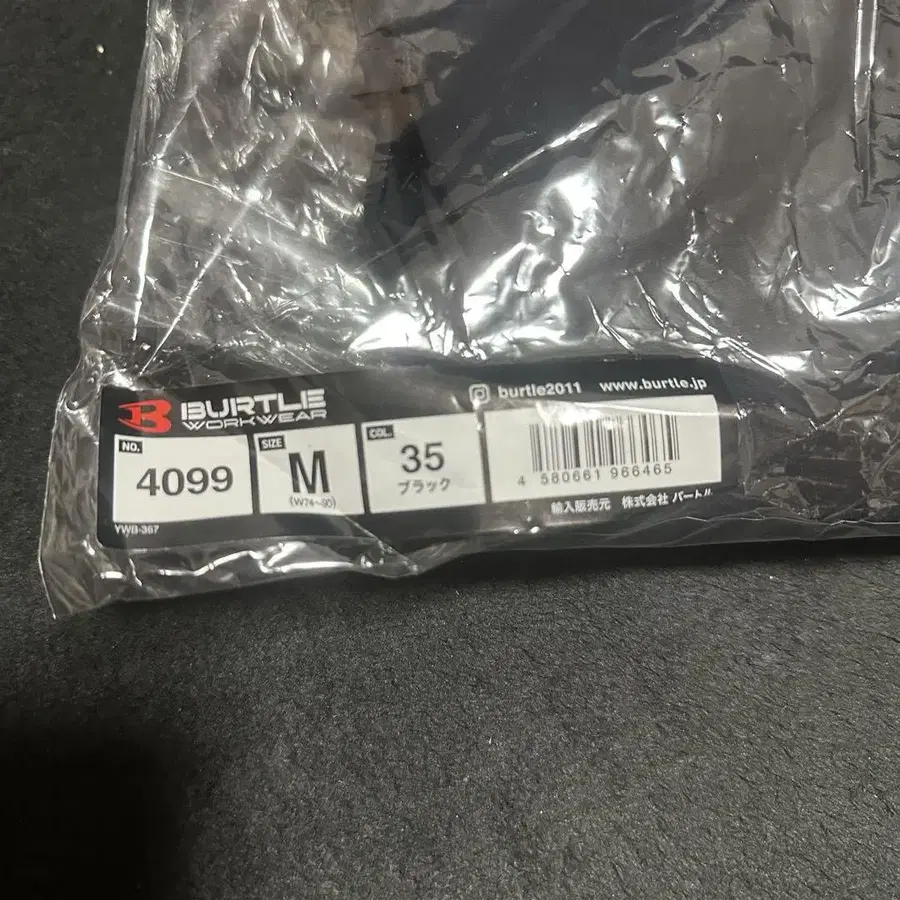 BURTLE
WORKWEAR
burtle2011 www.burtle.jp
NO.
4099
SIZE
M
(W74~90)
COL.
35
ブラック
4 580661 966465
YWB-367
輸入販売元 株式会社 バートル